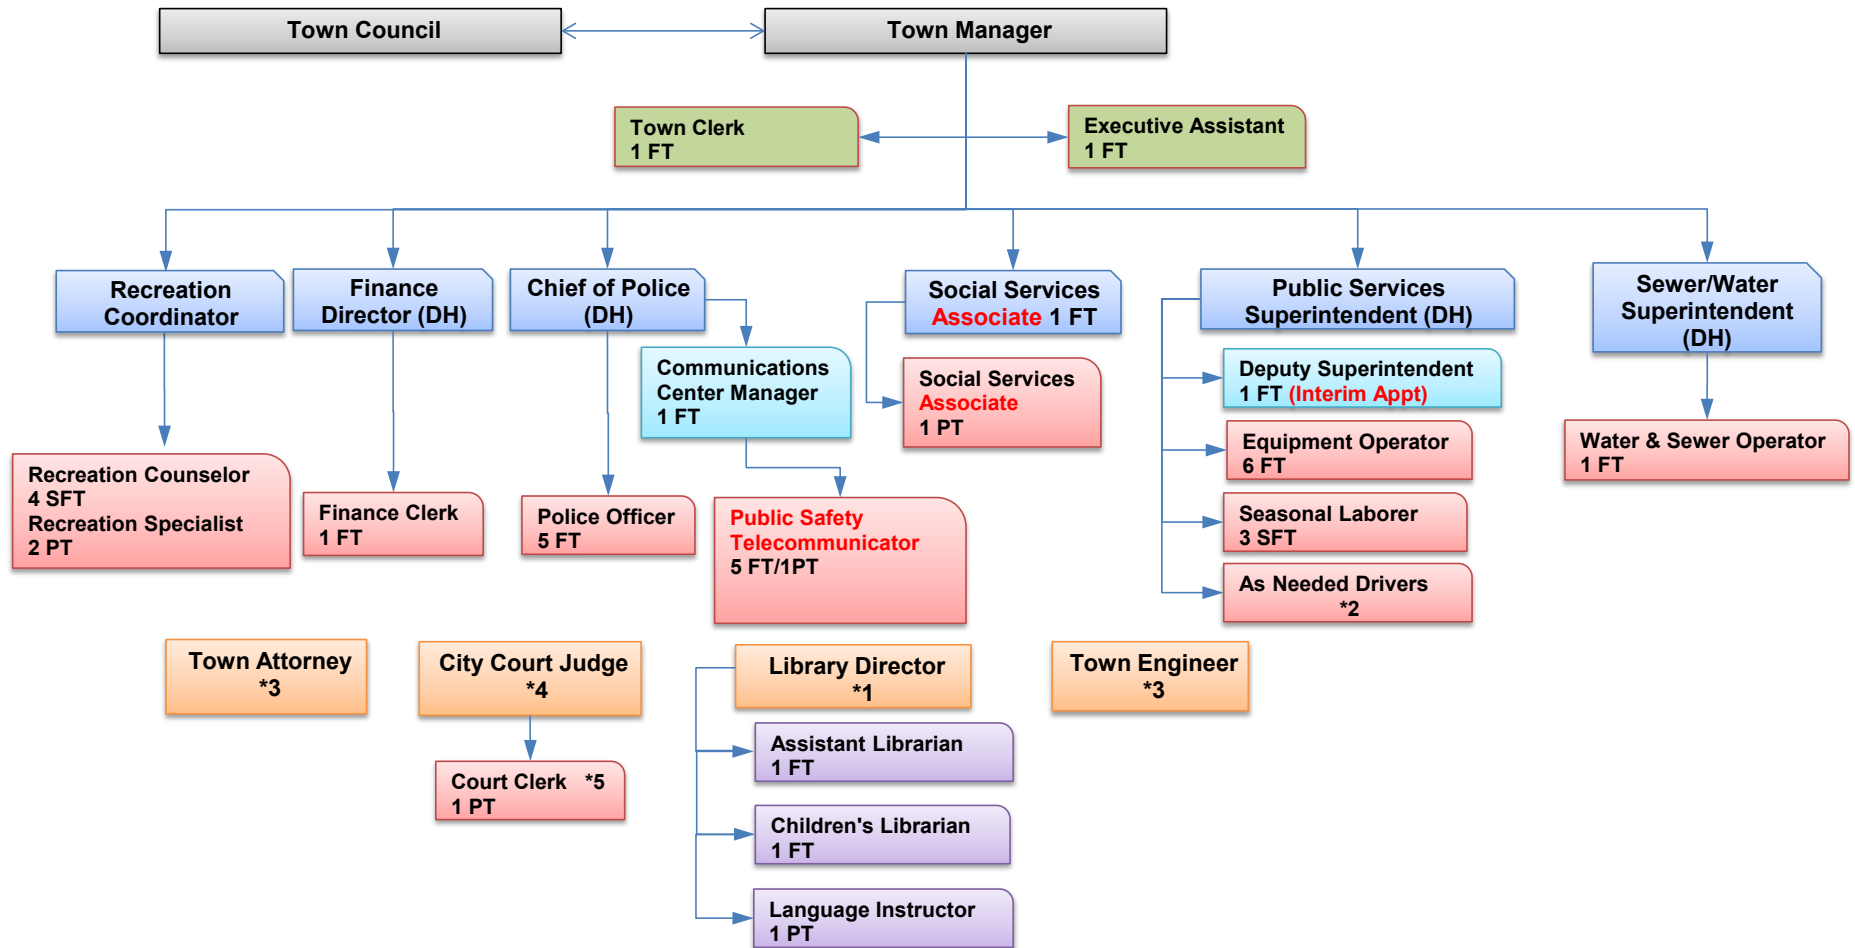 Town Council
Town Manager
Town Clerk
1 FT
Executive Assistant
1 FT
Recreation
Coordinator
Finance
Director (DH)
Chief of Police
(DH)
Social Services
Associate 1 FT
Public Services
Superintendent (DH)
Sewer/Water
Superintendent
(DH)
Communications
Center Manager
1 FT
Social Services
Associate
1 PT
Deputy Superintendent
1 FT (Interim Appt)
Equipment Operator
6 FT
Water & Sewer Operator
1 FT
Recreation Counselor
4 SFT
Recreation Specialist
2 PT
Finance Clerk
1 FT
Police Officer
5 FT
Public Safety
Telecommunicator
5 FT/1PT
Seasonal Laborer
3 SFT
As Needed Drivers
*2
Town Attorney
*3
City Court Judge
*4
Library Director
*1
Town Engineer
*3
Court Clerk *5
1 PT
Assistant Librarian
1 FT
Children's Librarian
1 FT
Language Instructor
1 PT